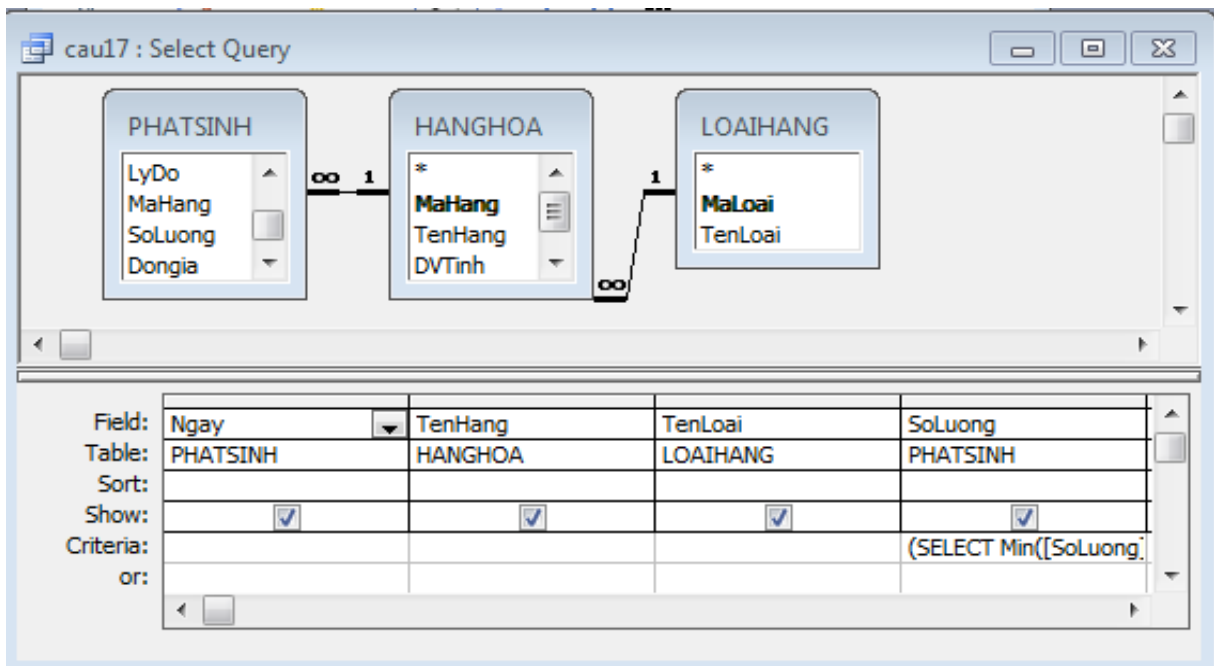 cau17 : Select Query
PHATSINH
LyDo
MaHang
SoLuong
Dongia
∞ 1
HANGHOA
*
MaHang
TenHang
DVTinh
∞ 1
LOAIHANG
*
MaLoai
TenLoai
Field: Ngay TenHang TenLoai SoLuong
Table: PHATSINH HANGHOA LOAIHANG PHATSINH
Sort:
Show:
Criteria: (SELECT Min([SoLuong]
or: